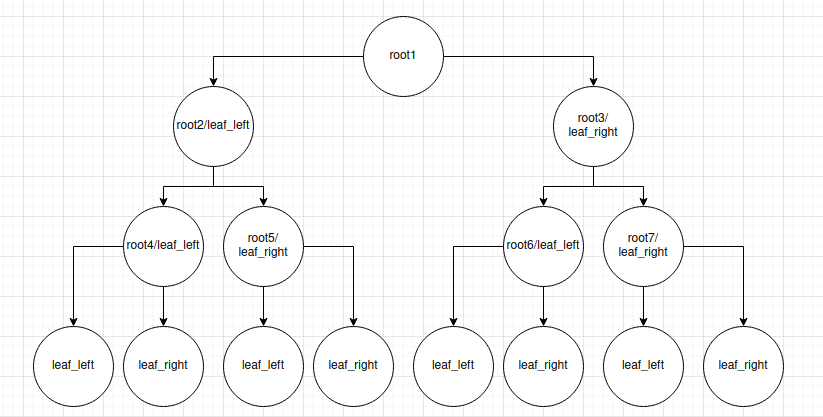 root1
root2/leaf_left
root3/
leaf_right
root4/leaf_left
root5/
leaf_right
root6/leaf_left
root7/
leaf_right
leaf_left
leaf_right
leaf_left
leaf_right
leaf_left
leaf_right
leaf_left
leaf_right